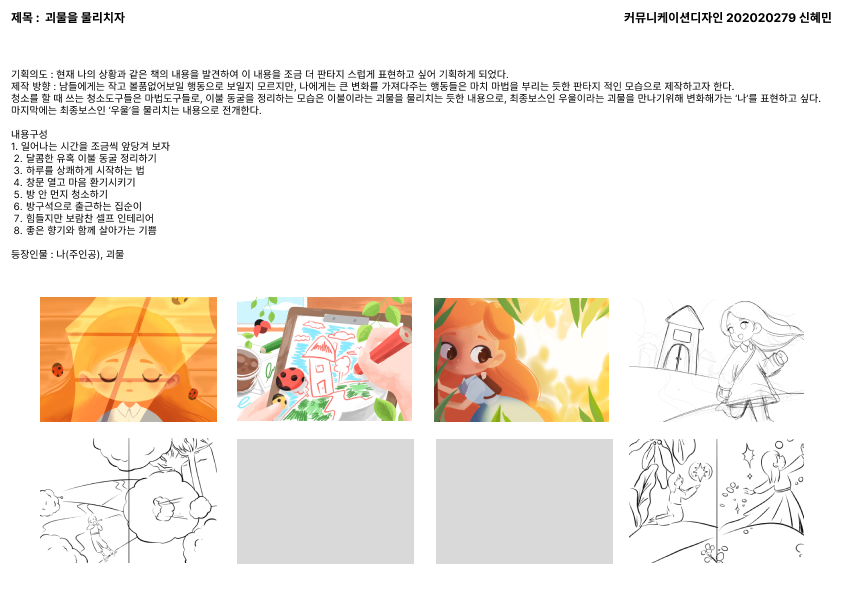 제목 : 괴물을 물리치자
커뮤니케이션디자인 202020279 신혜민
기획의도 : 현재 나의 상황과 같은 책의 내용을 발견하여 이 내용을 조금 더 판타지 스럽게 표현하고 싶어 기획하게 되었다.
제작 방향 : 남들에게는 작고 볼품없어보일 행동으로 보일지 모르지만, 나에게는 큰 변화를 가져다주는 행동들은 마치 마법을 부리는 듯한 판타지 적인 모습으로 제작하고자 한다.
청소를 할 때 쓰는 청소도구들은 마법도구들로, 이불 동굴을 정리하는 모습은 이불이라는 괴물을 물리치는 듯한 내용으로, 최종보스인 우울이라는 괴물을 만나기위해 변화해가는 '나'를 표현하고 싶다.
마지막에는 최종보스인 '우울'을 물리치는 내용으로 전개한다.
내용구성
1. 일어나는 시간을 조금씩 앞당겨 보자
2. 달콤한 유혹 이불 동굴 정리하기
3. 하루를 상쾌하게 시작하는 법
4. 창문 열고 마음 환기시키기
5. 방 안 먼지 청소하기
6. 방구석으로 출근하는 집순이
7. 힘들지만 보람찬 셀프 인테리어
8. 좋은 향기와 함께 살아가는 기쁨
등장인물 : 나(주인공), 괴물